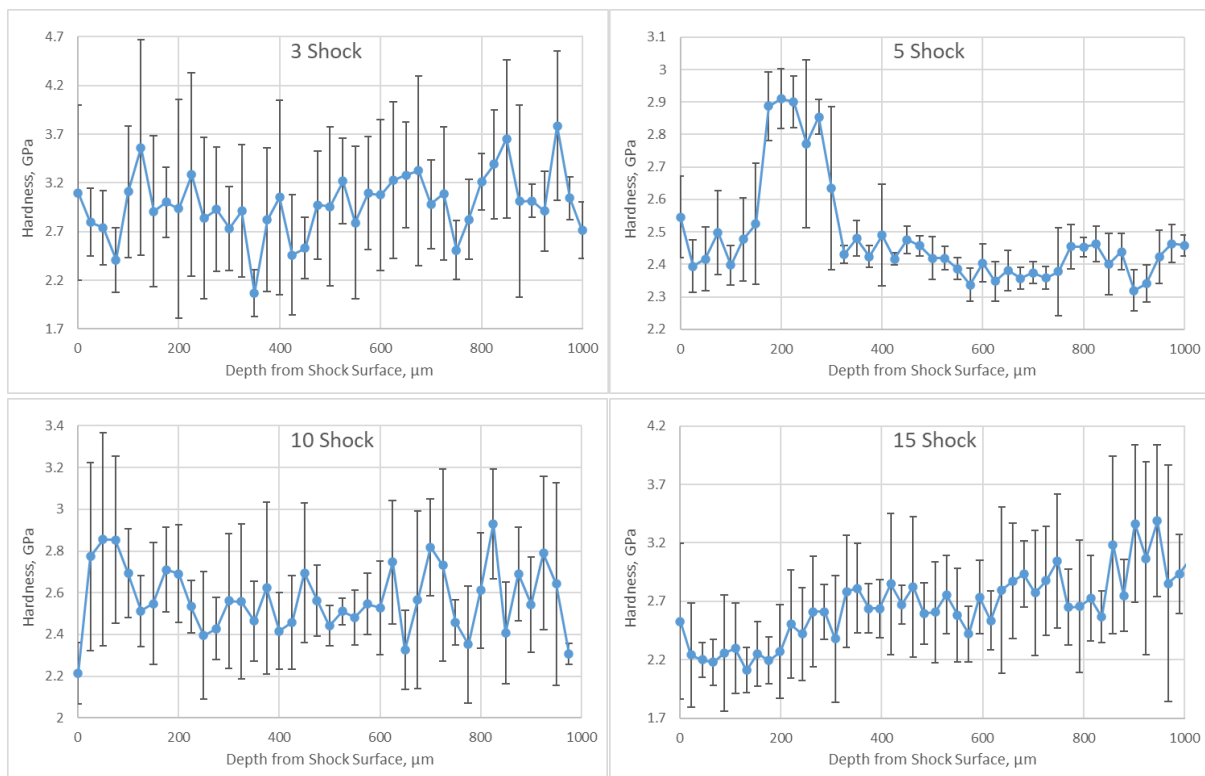 3 Shock
4.7
4.2
3.7
3.2
2.7
2.2
1.7
Hardness, GPa
0 200 400 600 800 1000
Depth from Shock Surface, µm
5 Shock
3.1
3
2.9
2.8
2.7
2.6
2.5
2.4
2.3
2.2
Hardness, GPa
0 200 400 600 800 1000
Depth from Shock Surface, µm
10 Shock
3.4
3.2
3
2.8
2.6
2.4
2.2
2
Hardness, GPa
0 200 400 600 800 1000
Depth from Shock Surface, µm
15 Shock
4.2
3.7
3.2
2.7
2.2
1.7
Hardness, GPa
0 200 400 600 800 1000
Depth from Shock Surface, µm